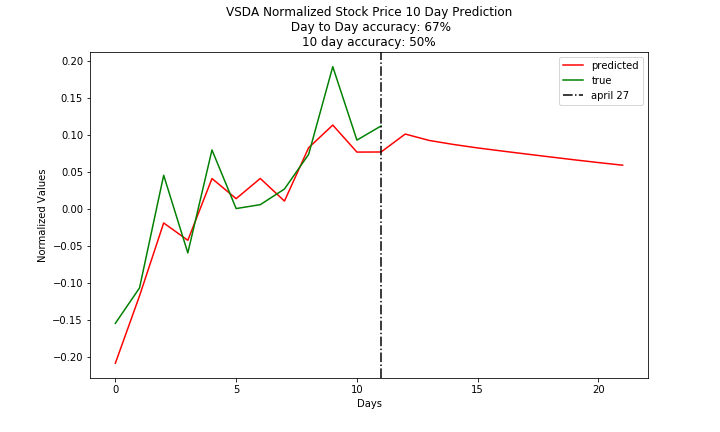 VSDA Normalized Stock Price 10 Day Prediction
Day to Day accuracy: 67%
10 day accuracy: 50%
predicted
true
april 27
Normalized Values
0.20
0.15
0.10
0.05
0.00
−0.05
−0.10
−0.15
−0.20
0 5 10 15 20
Days